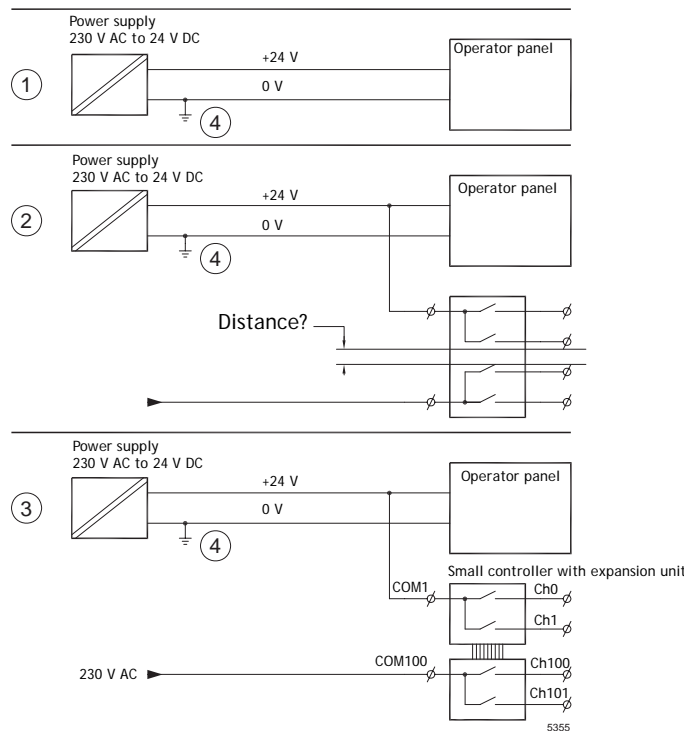 Power supply
230 V AC to 24 V DC
+24 V
Operator panel
1
0 V
4
Power supply
230 V AC to 24 V DC
+24 V
Operator panel
2
0 V
4
Distance?
Power supply
230 V AC to 24 V DC
+24 V
Operator panel
3
0 V
4
Small controller with expansion unit
COM1
Ch0
Ch1
230 V AC
COM100
Ch100
Ch101
5355